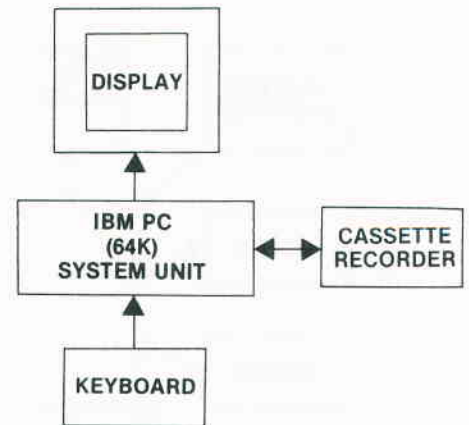 DISPLAY
IBM PC
(64K)
SYSTEM UNIT
CASSETTE
RECORDER
KEYBOARD